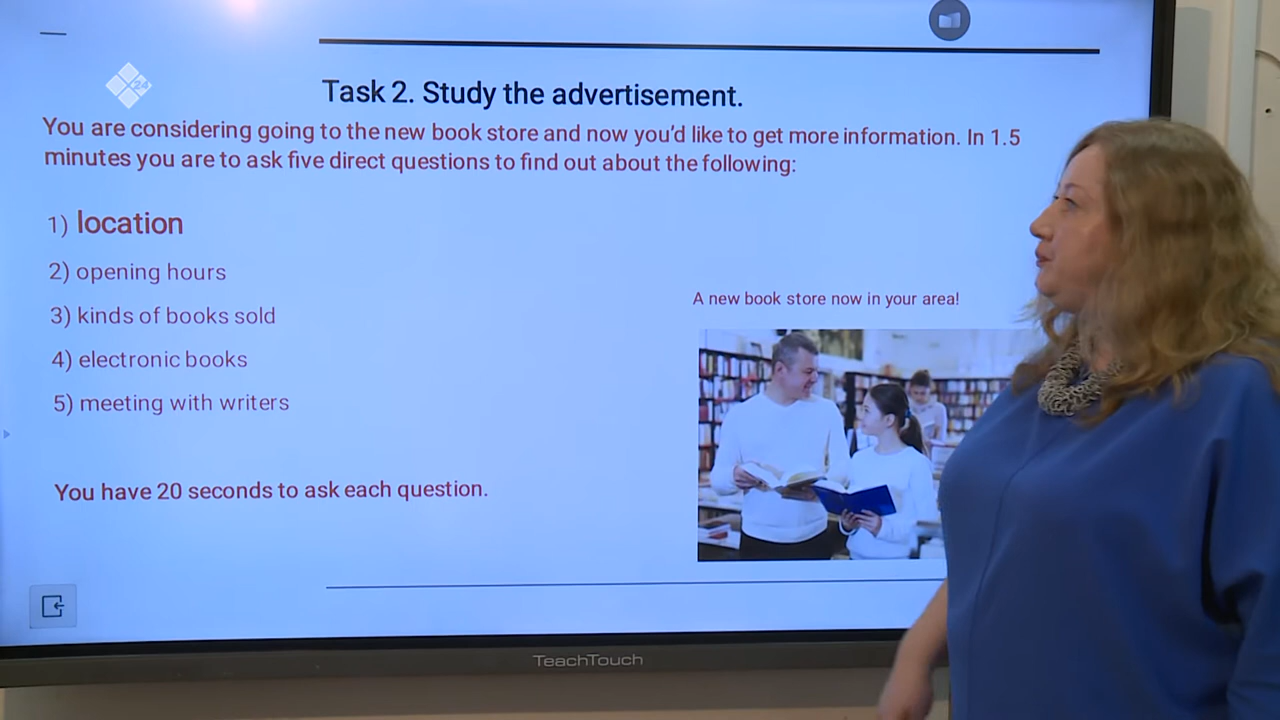 24
Task 2. Study the advertisement.
You are considering going to the new book store and now you'd like to get more information. In 1.5
minutes you are to ask five direct questions to find out about the following:
1) location
2) opening hours
3) kinds of books sold
4) electronic books
5) meeting with writers
A new book store now in your area!
You have 20 seconds to ask each question.
TeachTouch